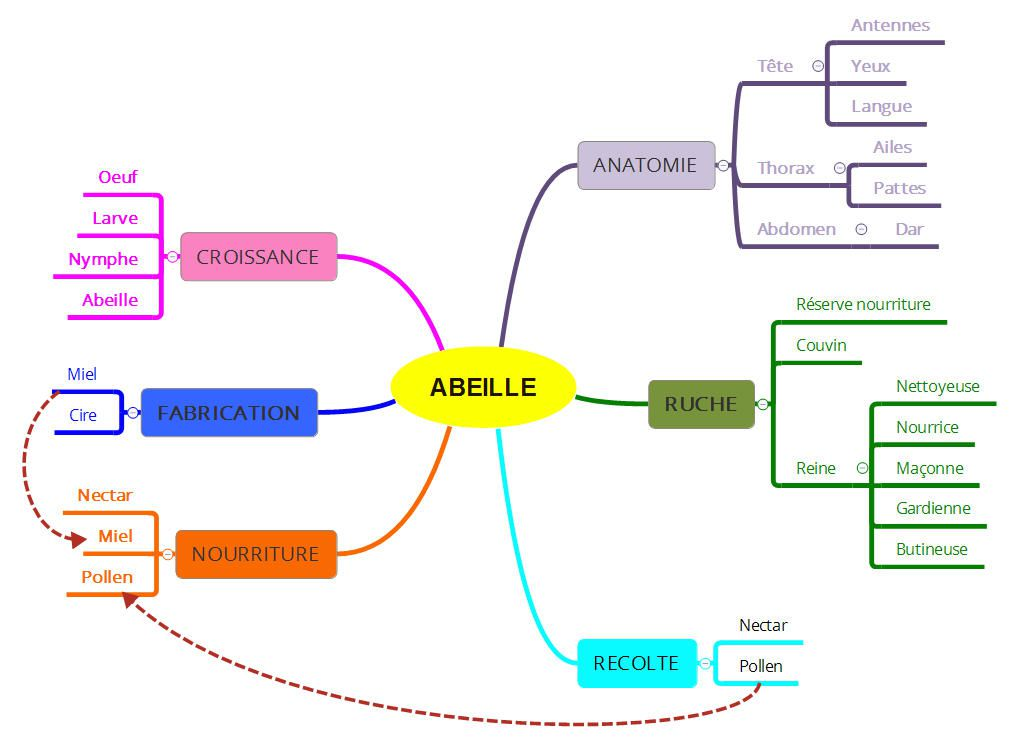 ABEILLE
ANATOMIE
Tête
Antennes
Yeux
Langue
Thorax
Ailes
Pattes
Abdomen
Dar
RUCHE
Réserve nourriture
Couvin
Reine
Nettoyeuse
Nourrice
Maçonne
Gardienne
Butineuse
RECOLTE
Nectar
Pollen
NOURRITURE
Nectar
Miel
Pollen
FABRICATION
Miel
Cire
CROISSANCE
Oeuf
Larve
Nymphe
Abeille